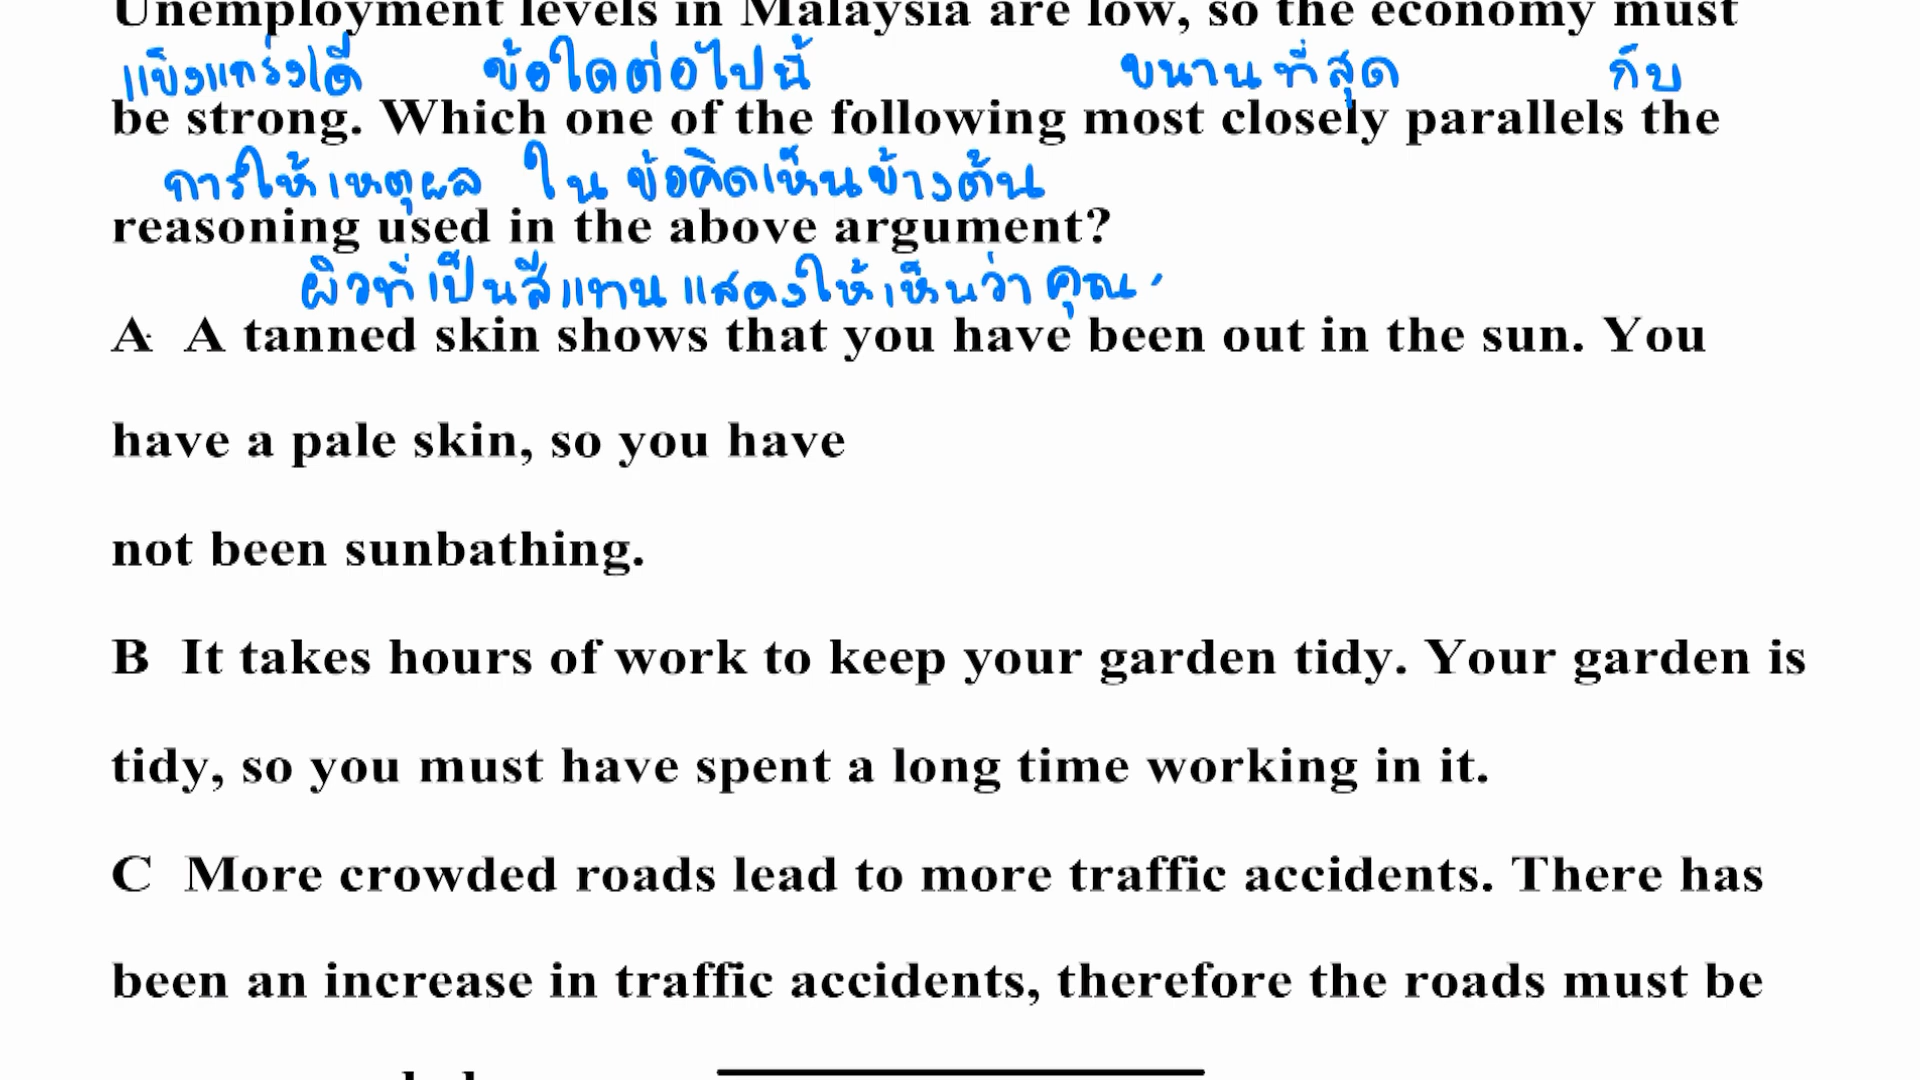 Unemployment levels in Malaysia are low, so the economy must
แข็งแกร่งได้ ข้อใดต่อไปนี้ ขนานที่สุด กับ
be strong. Which one of the following most closely parallels the
การให้เหตุผล ใน ข้อคิดเห็นข้างต้น
reasoning used in the above argument?
ผิวที่เป็นสีแทน แสดงให้เห็นว่า คุณ
A A tanned skin shows that you have been out in the sun. You
have a pale skin, so you have
not been sunbathing.
B It takes hours of work to keep your garden tidy. Your garden is
tidy, so you must have spent a long time working in it.
C More crowded roads lead to more traffic accidents. There has
been an increase in traffic accidents, therefore the roads must be